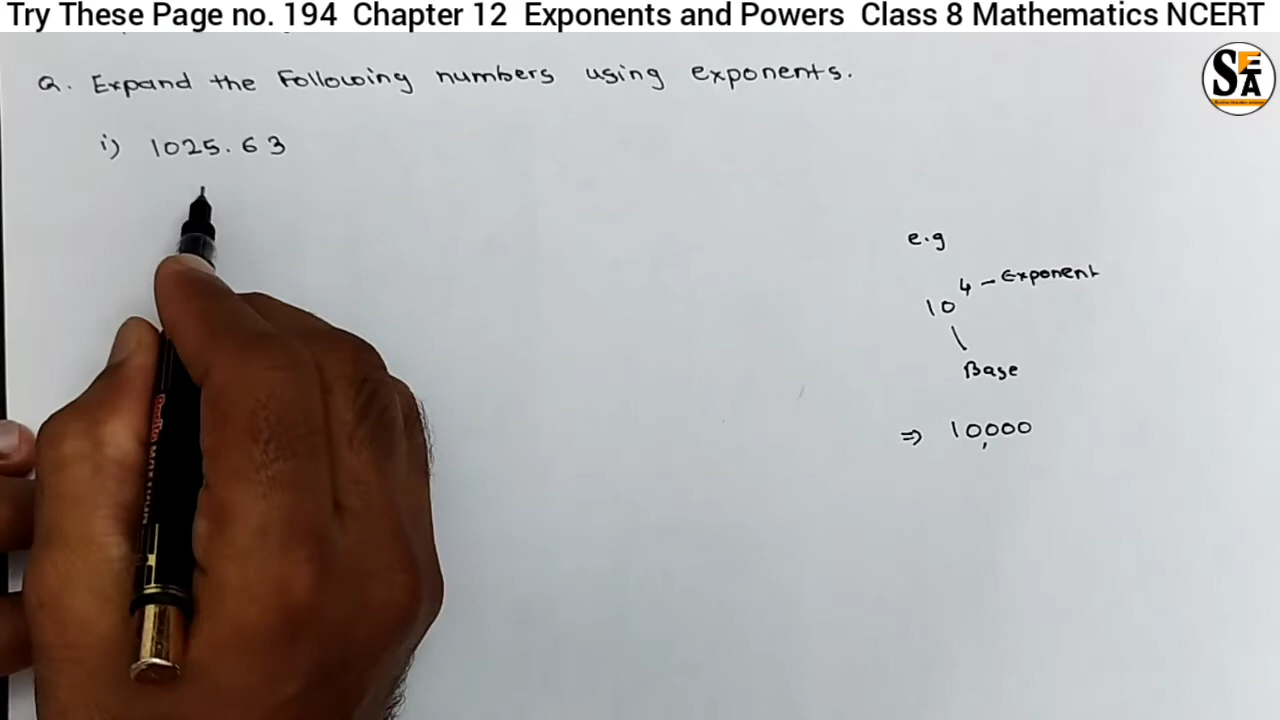 Try These Page no. 194 Chapter 12 Exponents and Powers Class 8 Mathematics NCERT
Q. Expand the Following numbers using exponents.
i) 1025.63
e.g
10^4 - Exponent
Base
⇒ 10,000
SEA